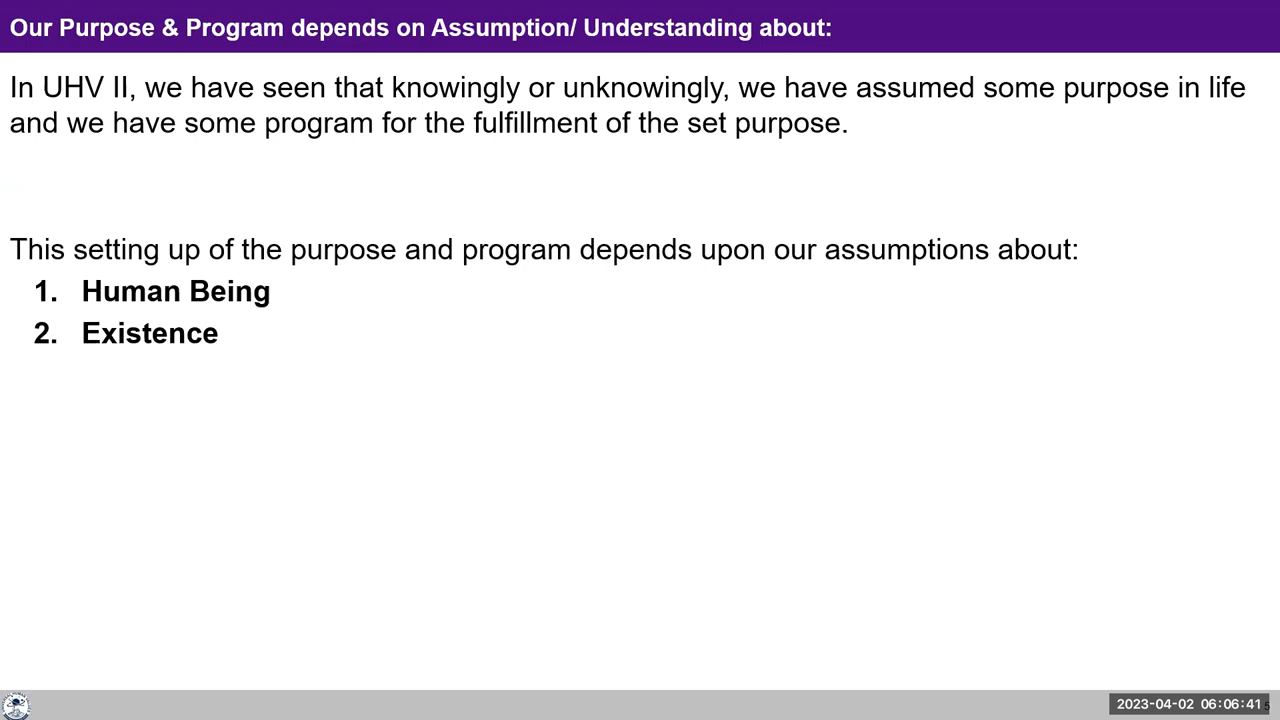 Our Purpose & Program depends on Assumption/ Understanding about:
In UHV II, we have seen that knowingly or unknowingly, we have assumed some purpose in life
and we have some program for the fulfillment of the set purpose.
This setting up of the purpose and program depends upon our assumptions about:
1. Human Being
2. Existence
2023-04-02 06:06:41
5